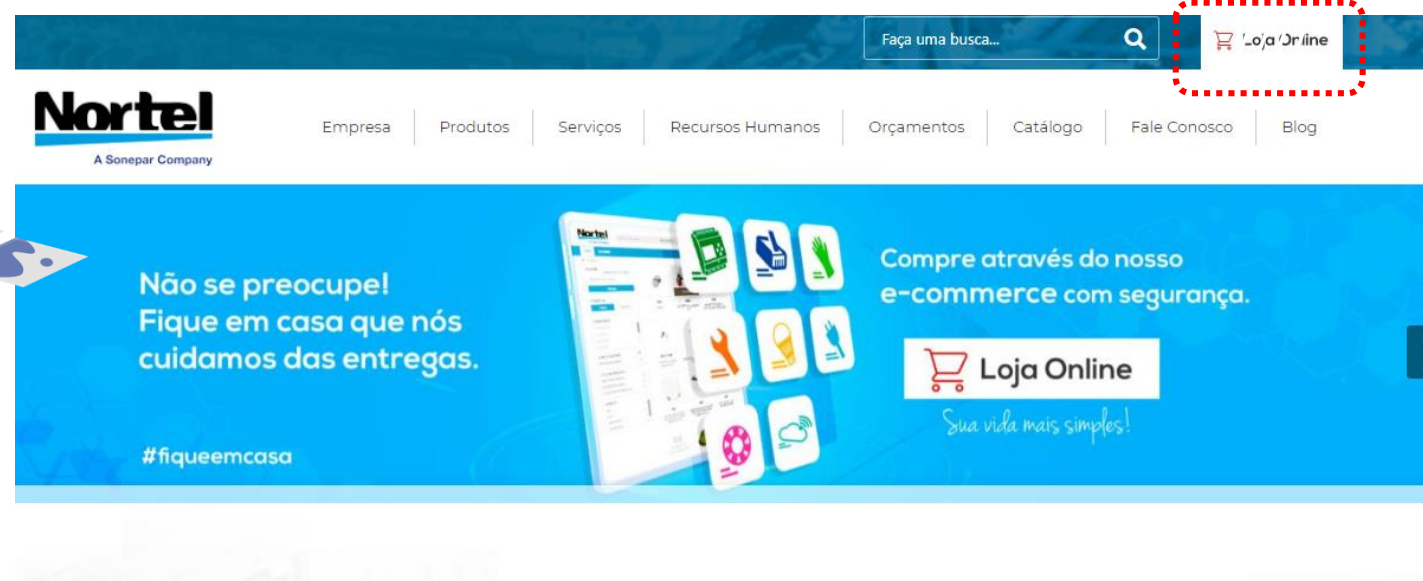 Faça uma busca...
Loja Online
Nortel
A Sonepar Company
Empresa
Produtos
Serviços
Recursos Humanos
Orçamentos
Catálogo
Fale Conosco
Blog
Não se preocupe!
Fique em casa que nós
cuidamos das entregas.
#fiqueemcasa
Nortel
Compre através do nosso
e-commerce com segurança.
Loja Online
Sua vida mais simples!